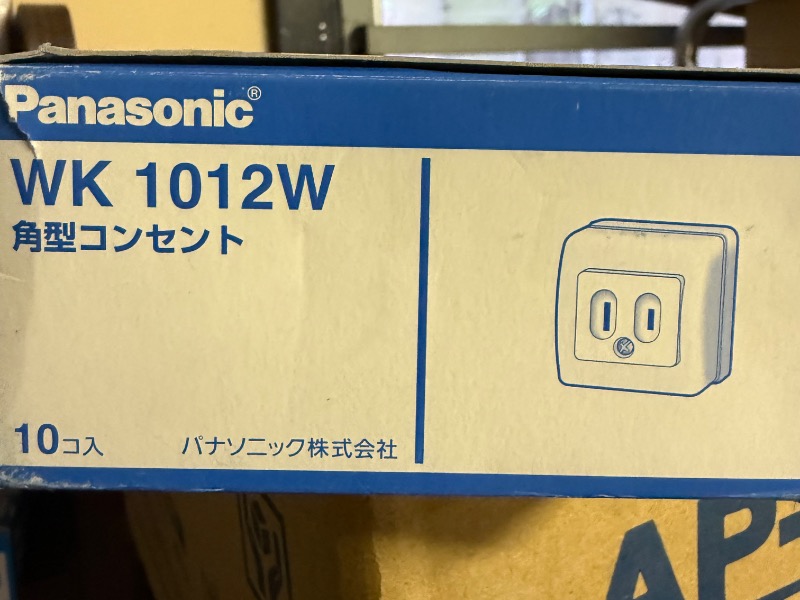 Panasonic®
WK 1012W
角型コンセント
10コ入
パナソニック株式会社
AP